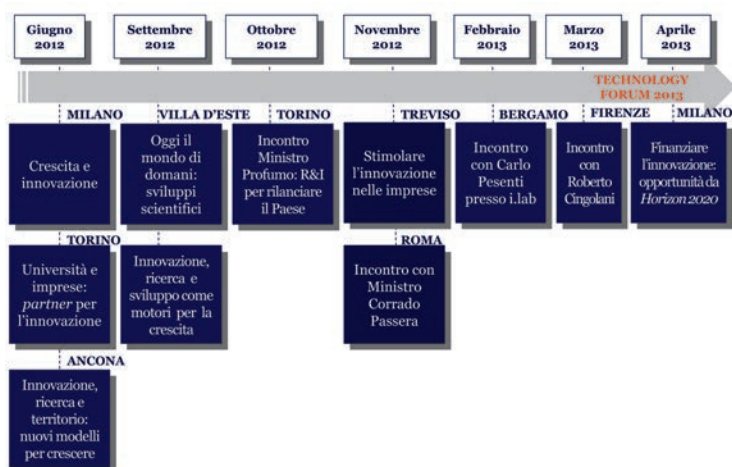 Giugno
2012
Settembre
2012
Ottobre
2012
Novembre
2012
Febbraio
2013
Marzo
2013
Aprile
2013
TECHNOLOGY
FORUM 2013
MILANO
Crescita e
innovazione
VILLA D'ESTE
Oggi il
mondo di
domani:
sviluppi
scientifici
TORINO
Incontro
Ministro
Profumo: R&I
per rilanciare
il Paese
TREVISO
Stimolare
l'innovazione
nelle imprese
BERGAMO
Incontro
con Carlo
Pesenti
presso i.lab
FIRENZE
Incontro
con
Roberto
Cingolani
MILANO
Finanziare
l'innovazione:
opportunità da
Horizon 2020
TORINO
Università e
imprese:
partner per
l'innovazione
Innovazione,
ricerca e
sviluppo come
motori per la
crescita
ROMA
Incontro con
Ministro
Corrado
Passera
ANCONA
Innovazione,
ricerca e
territorio:
nuovi modelli
per crescere